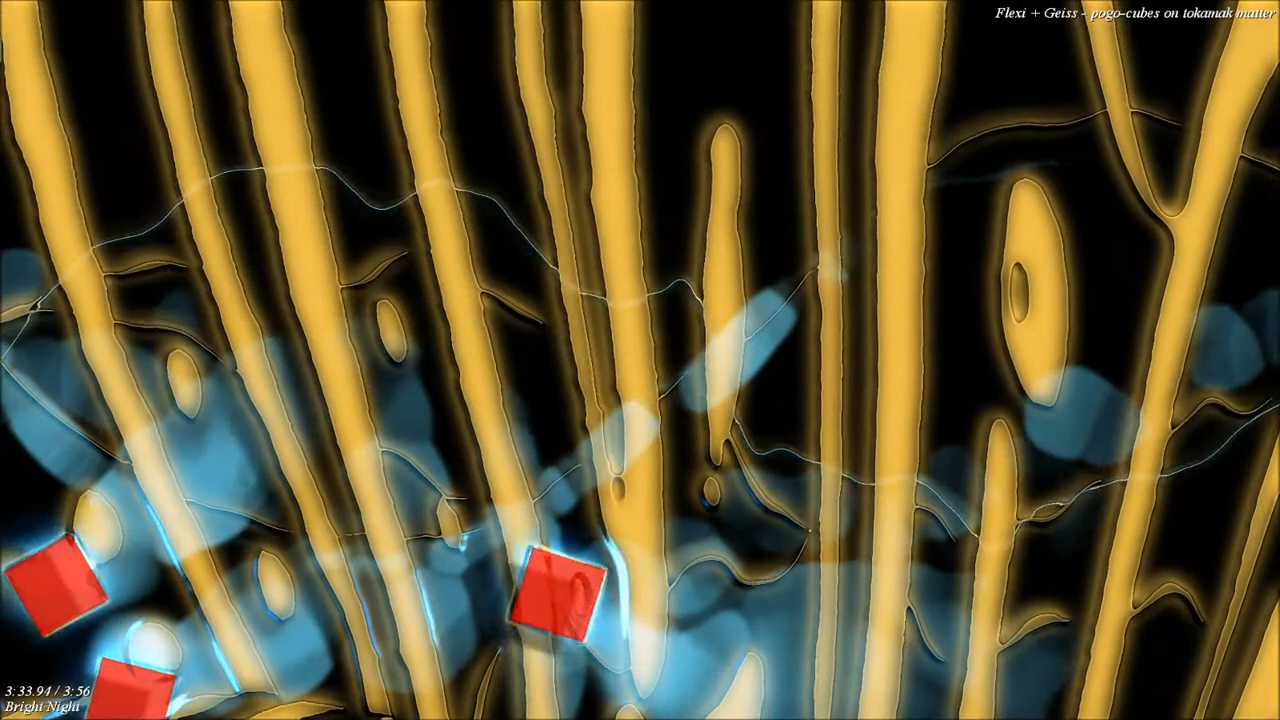 Flexi + Geiss - pogo-cubes on tokamak matter
3:33.94 / 3:56
Bright Night